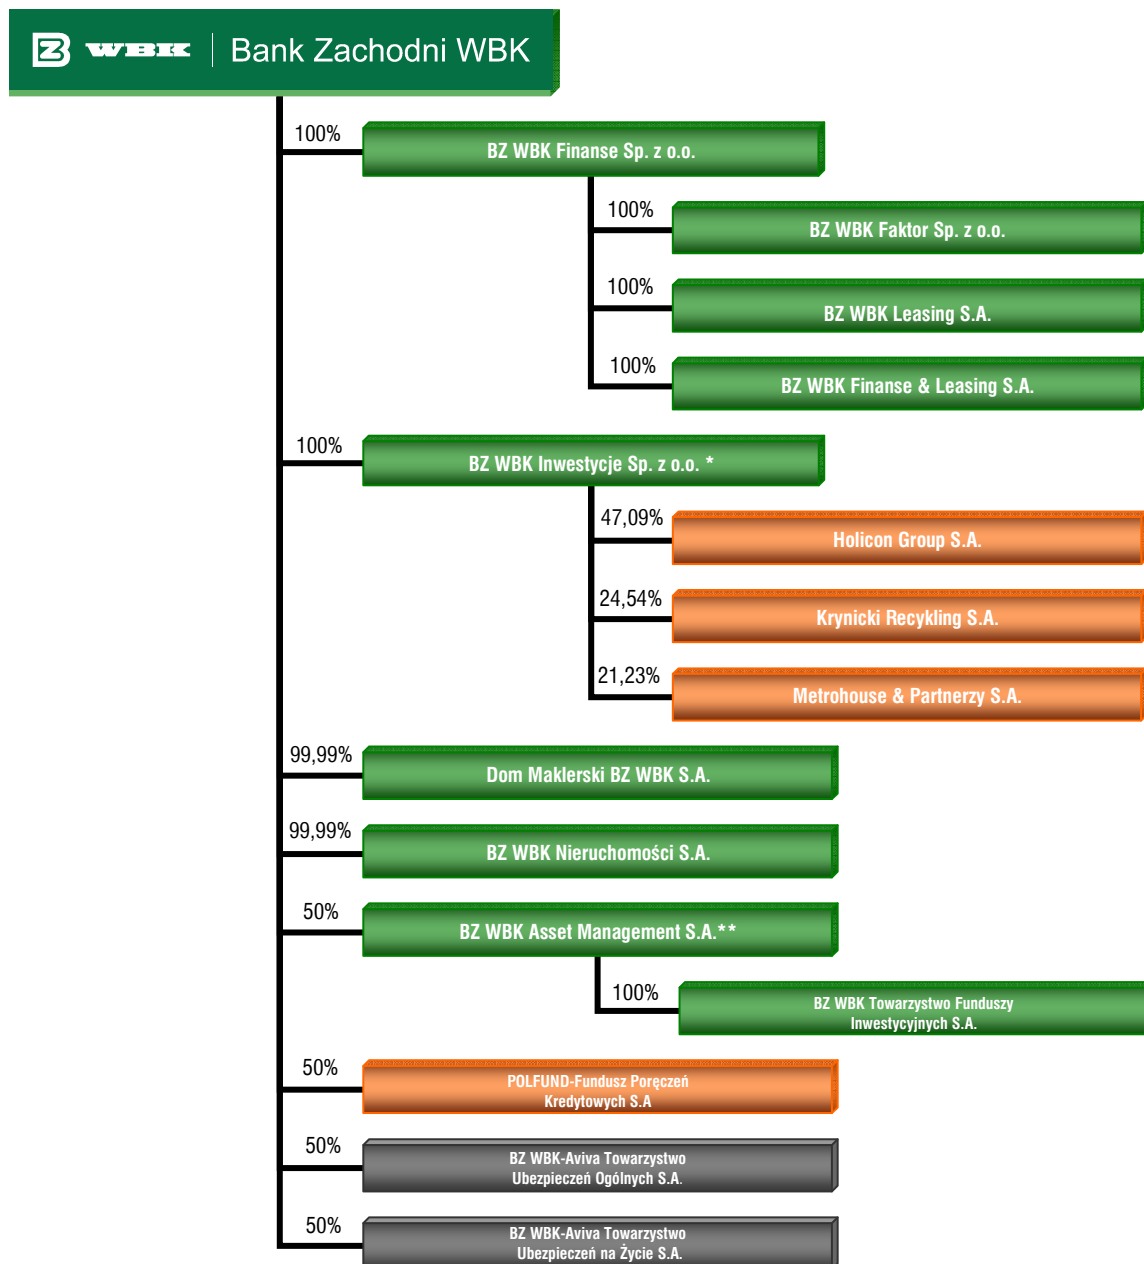 BZ WBK | Bank Zachodni WBK
100%
BZ WBK Finanse Sp. z o.o.
100%
BZ WBK Faktor Sp. z o.o.
100%
BZ WBK Leasing S.A.
100%
BZ WBK Finanse & Leasing S.A.
100%
BZ WBK Inwestycje Sp. z o.o. *
47,09%
Holicon Group S.A.
24,54%
Krynicki Recykling S.A.
21,23%
Metrohouse & Partnerzy S.A.
99,99%
Dom Maklerski BZ WBK S.A.
99,99%
BZ WBK Nieruchomości S.A.
50%
BZ WBK Asset Management S.A.**
100%
BZ WBK Towarzystwo Funduszy
Inwestycyjnych S.A.
50%
POLFUND-Fundusz Poręczeń
Kredytowych S.A
50%
BZ WBK-Aviva Towarzystwo
Ubezpieczeń Ogólnych S.A.
50%
BZ WBK-Aviva Towarzystwo
Ubezpieczeń na Życie S.A.